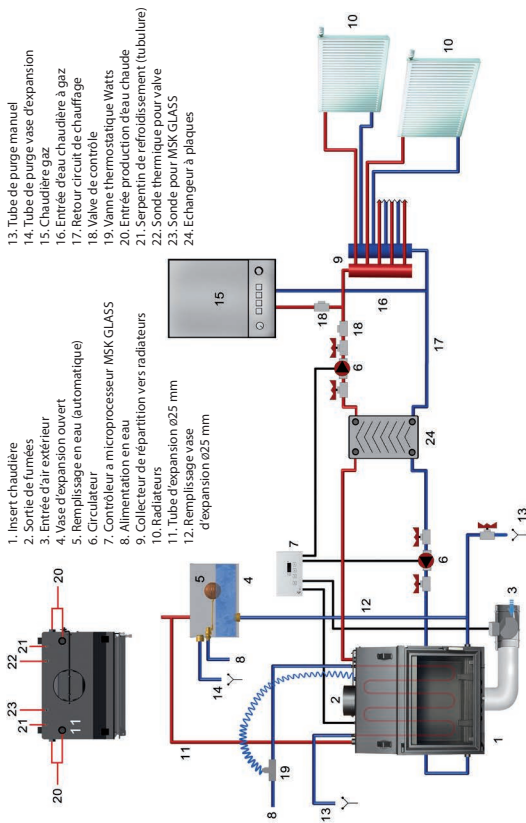 1. Insert chaudière
2. Sortie de fumées
3. Entrée d'air extérieur
4. Vase d'expansion ouvert
5. Remplissage en eau (automatique)
6. Circulateur
7. Contrôleur a microprocesseur MSK GLASS
8. Alimentation en eau
9. Collecteur de répartition vers radiateurs
10. Radiateurs
11. Tube d'expansion Ø25 mm
12. Remplissage vase
d'expansion Ø25 mm
13. Tube de purge manuel
14. Tube de purge vase d'expansion
15. Chaudière gaz
16. Entrée d'eau chaudière à gaz
17. Retour circuit de chauffage
18. Valve de contrôle
19. Vanne thermostatique Watts
20. Entrée production d'eau chaude
21. Serpentin de refroidissement (tubulure)
22. Sonde thermique pour valve
23. Sonde pour MSK GLASS
24. Echangeur à plaques
20
21
23
22
21
20
11
10
10
15
9
18
18
16
6
17
24
7
5
4
6
13
8
14
12
3
11
2
19
1
8
13